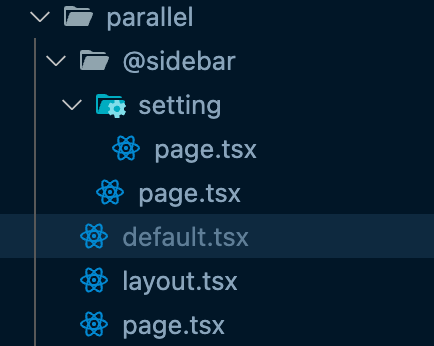 parallel
@sidebar
setting
page.tsx
page.tsx
default.tsx
layout.tsx
page.tsx